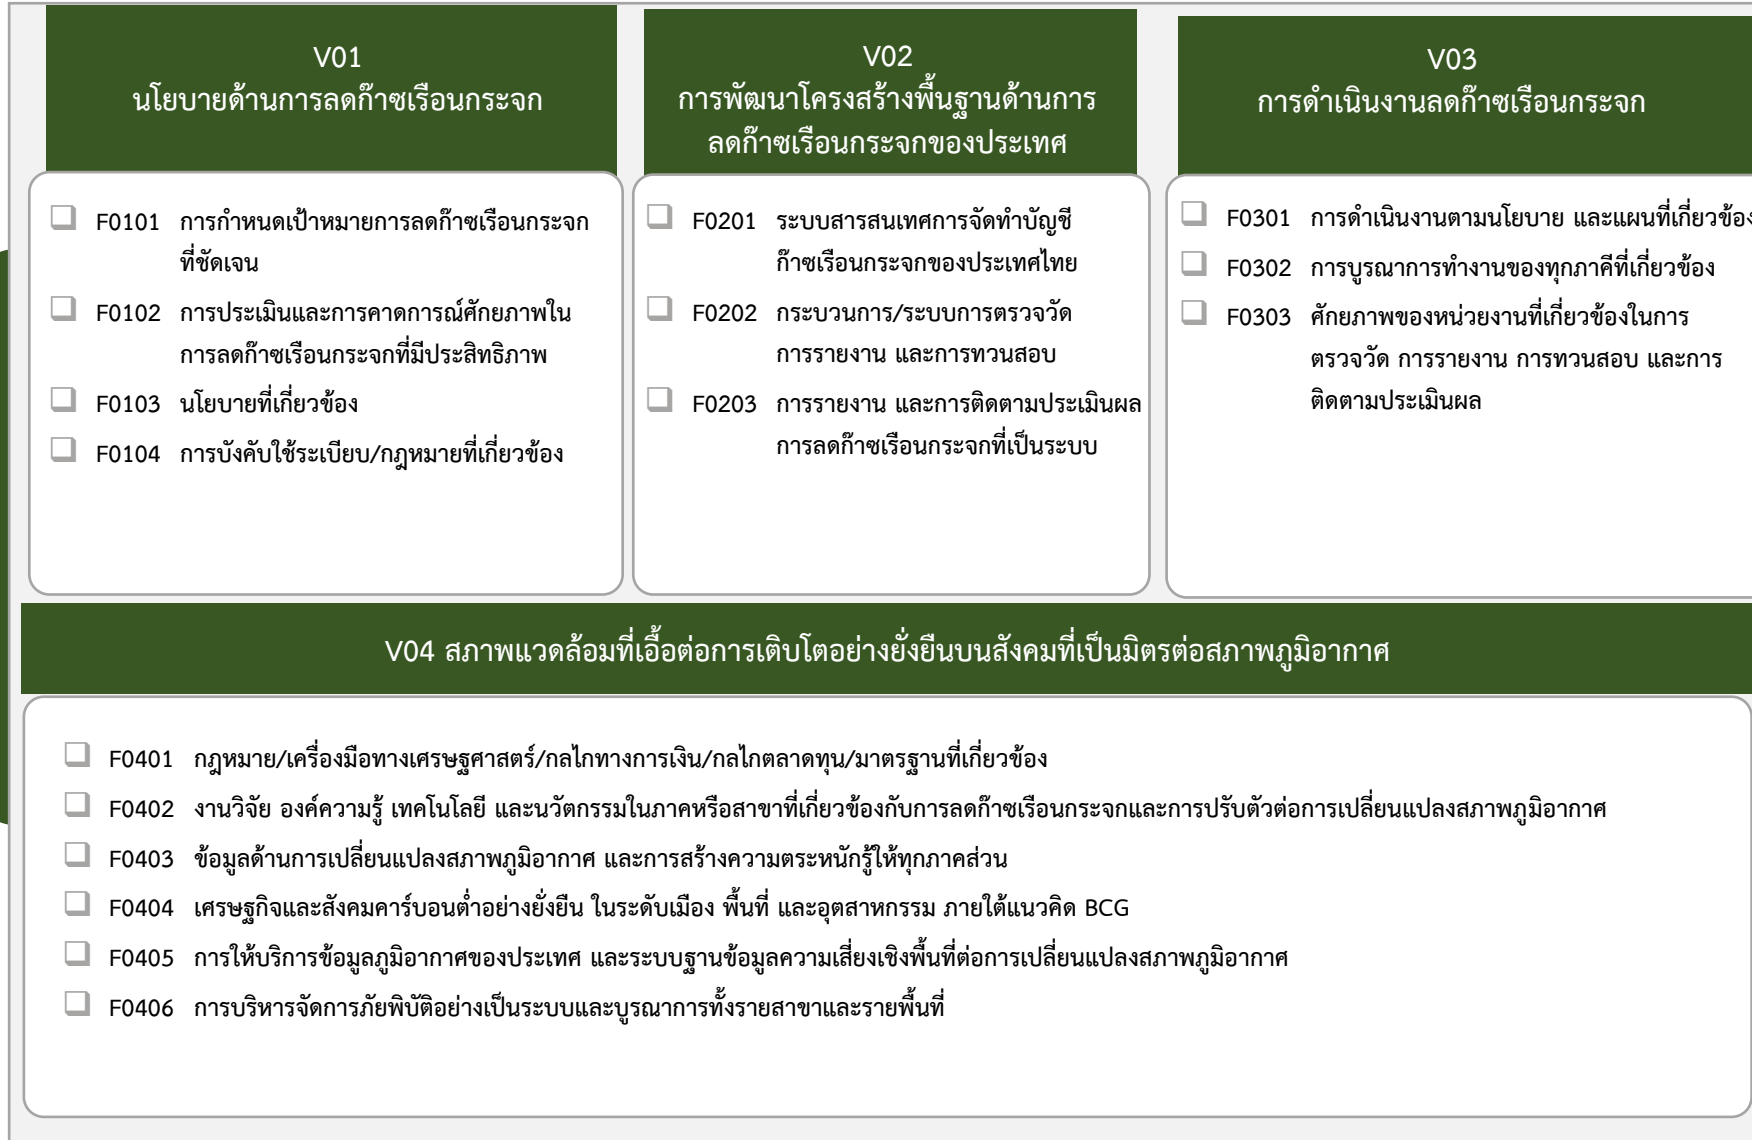 V01
นโยบายด้านการลดก๊าซเรือนกระจก
F0101 การกำหนดเป้าหมายการลดก๊าซเรือนกระจก
ที่ชัดเจน
F0102 การประเมินและการคาดการณ์ศักยภาพใน
การลดก๊าซเรือนกระจกที่มีประสิทธิภาพ
F0103 นโยบายที่เกี่ยวข้อง
F0104 การบังคับใช้ระเบียบ/กฎหมายที่เกี่ยวข้อง
V02
การพัฒนาโครงสร้างพื้นฐานด้านการ
ลดก๊าซเรือนกระจกของประเทศ
F0201 ระบบสารสนเทศการจัดทำบัญชี
ก๊าซเรือนกระจกของประเทศไทย
F0202 กระบวนการ/ระบบการตรวจวัด
การรายงาน และการทวนสอบ
F0203 การรายงาน และการติดตามประเมินผล
การลดก๊าซเรือนกระจกที่เป็นระบบ
V03
การดำเนินงานลดก๊าซเรือนกระจก
F0301 การดำเนินงานตามนโยบาย และแผนที่เกี่ยวข้อง
F0302 การบูรณาการทำงานของทุกภาคีที่เกี่ยวข้อง
F0303 ศักยภาพของหน่วยงานที่เกี่ยวข้องในการ
ตรวจวัด การรายงาน การทวนสอบ และการ
ติดตามประเมินผล
V04 สภาพแวดล้อมที่เอื้อต่อการเติบโตอย่างยั่งยืนบนสังคมที่เป็นมิตรต่อสภาพภูมิอากาศ
F0401 กฎหมาย/เครื่องมือทางเศรษฐศาสตร์/กลไกทางการเงิน/กลไกตลาดทุน/มาตรฐานที่เกี่ยวข้อง
F0402 งานวิจัย องค์ความรู้ เทคโนโลยี และนวัตกรรมในภาคหรือสาขาที่เกี่ยวข้องกับการลดก๊าซเรือนกระจกและการปรับตัวต่อการเปลี่ยนแปลงสภาพภูมิอากาศ
F0403 ข้อมูลด้านการเปลี่ยนแปลงสภาพภูมิอากาศ และการสร้างความตระหนักรู้ให้ทุกภาคส่วน
F0404 เศรษฐกิจและสังคมคาร์บอนต่ำอย่างยั่งยืน ในระดับเมือง พื้นที่ และอุตสาหกรรม ภายใต้แนวคิด BCG
F0405 การให้บริการข้อมูลภูมิอากาศของประเทศ และระบบฐานข้อมูลความเสี่ยงเชิงพื้นที่ต่อการเปลี่ยนแปลงสภาพภูมิอากาศ
F0406 การบริหารจัดการภัยพิบัติอย่างเป็นระบบและบูรณาการทั้งรายสาขาและรายพื้นที่